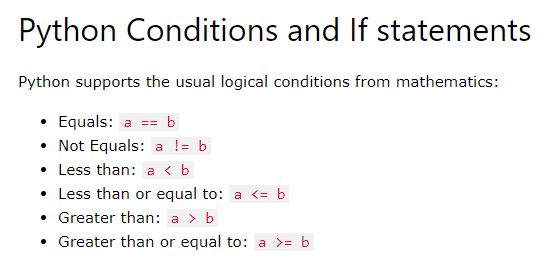 Python Conditions and If statements
Python supports the usual logical conditions from mathematics:
• Equals: a == b
• Not Equals: a != b
• Less than: a < b
• Less than or equal to: a <= b
• Greater than: a > b
• Greater than or equal to: a >= b